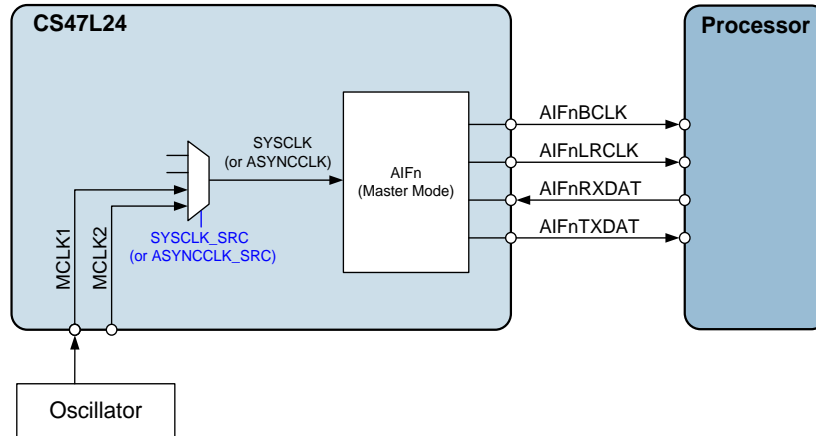 CS47L24
Processor
SYSCLK
(or ASYNCCLK)
AIFn
(Master Mode)
AIFnBCLK
AIFnLRCLK
AIFnRXDAT
AIFnTXDAT
SYSCLK_SRC
(or ASYNCCLK_SRC)
MCLK1
MCLK2
Oscillator